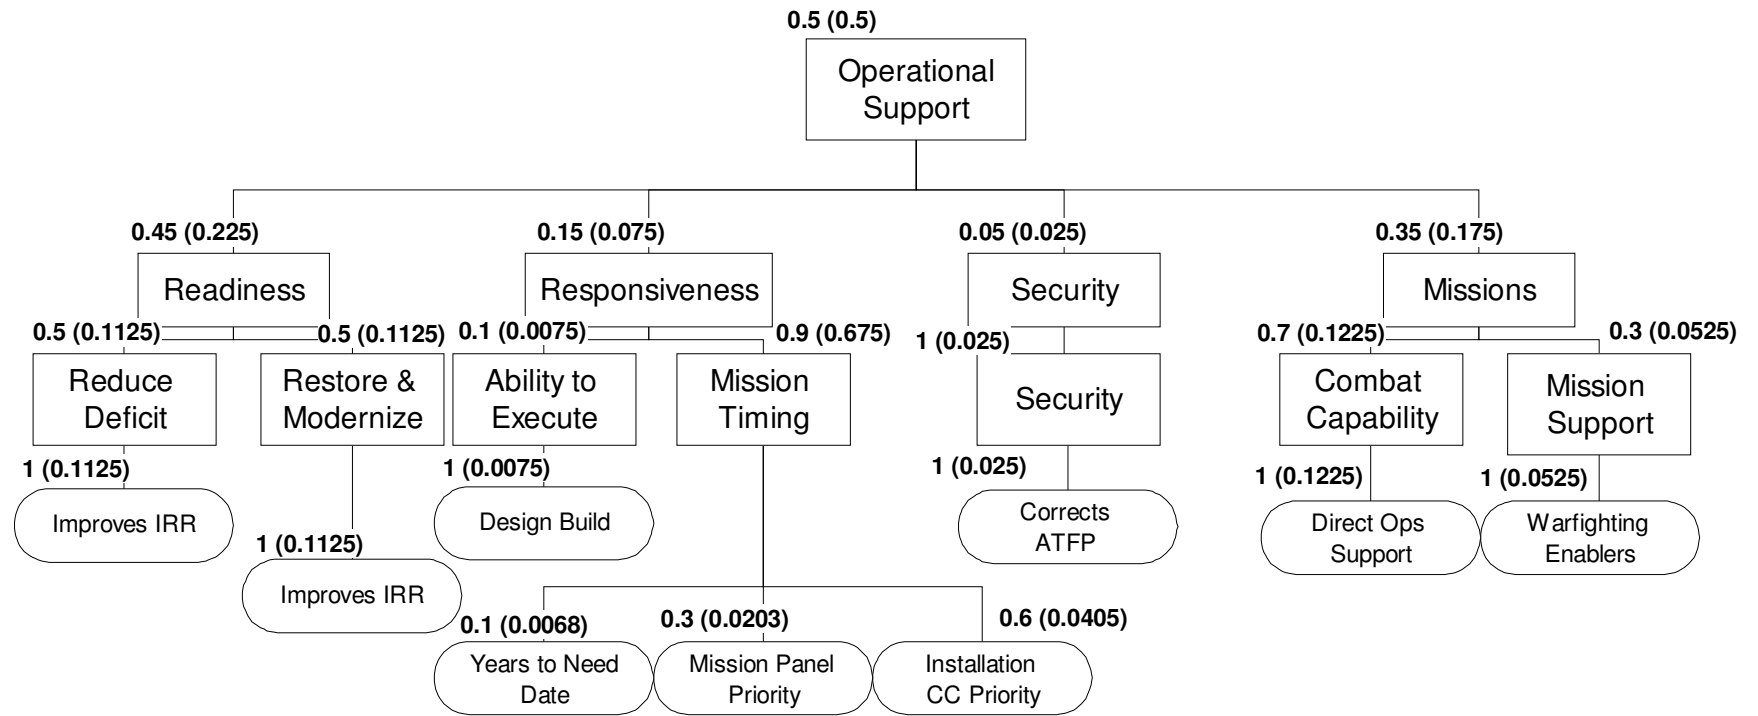 0.5 (0.5)
Operational
Support
0.45 (0.225)
0.15 (0.075)
0.05 (0.025)
0.35 (0.175)
Readiness
Responsiveness
Security
Missions
0.5 (0.1125)
0.5 (0.1125)
0.1 (0.0075)
0.9 (0.675)
1 (0.025)
0.7 (0.1225)
0.3 (0.0525)
Reduce
Deficit
Restore &
Modernize
Ability to
Execute
Mission
Timing
Security
Combat
Capability
Mission
Support
1 (0.1125)
1 (0.0075)
1 (0.025)
1 (0.1225)
1 (0.0525)
Improves IRR
Design Build
Corrects
ATFP
Direct Ops
Support
Warfighting
Enablers
1 (0.1125)
Improves IRR
0.1 (0.0068)
0.3 (0.0203)
0.6 (0.0405)
Years to Need
Date
Mission Panel
Priority
Installation
CC Priority